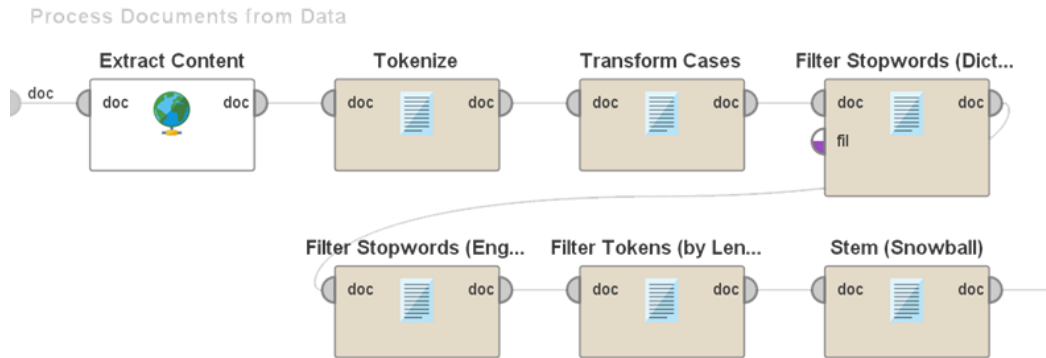 Process Documents from Data
Extract Content
Tokenize
Transform Cases
Filter Stopwords (Dict...
doc
doc
doc
doc
doc
doc
doc
doc
doc
fil
Filter Stopwords (Eng...
Filter Tokens (by Len...
Stem (Snowball)
doc
doc
doc
doc
doc
doc